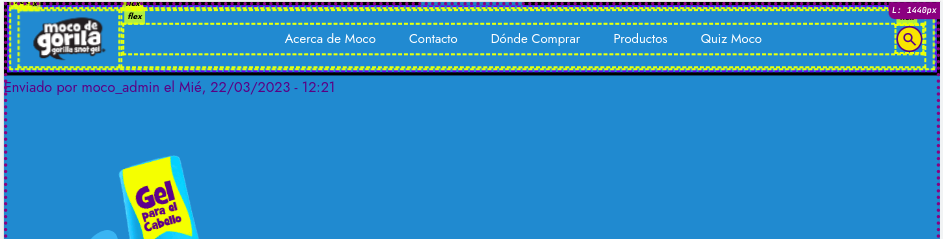 flex
L: 1440px
moco de
gorila
gorilla snot gel
Acerca de Moco
Contacto
Dónde Comprar
Productos
Quiz Moco
Enviado por moco_admin el Mié, 22/03/2023 - 12:21
Gel
para el
Cabello